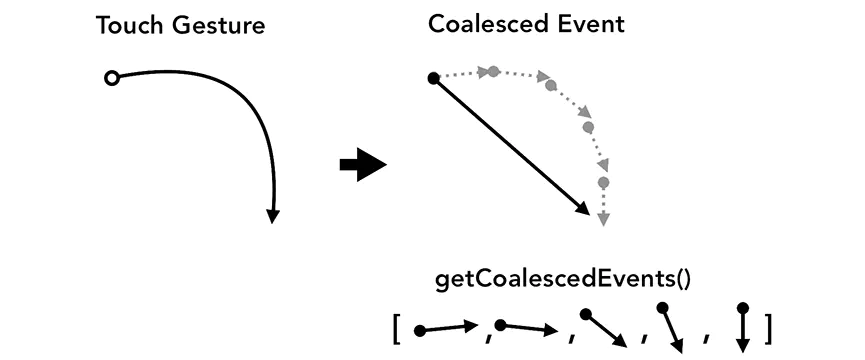 Touch Gesture
Coalesced Event
getCoalescedEvents()
[ , , , , ]